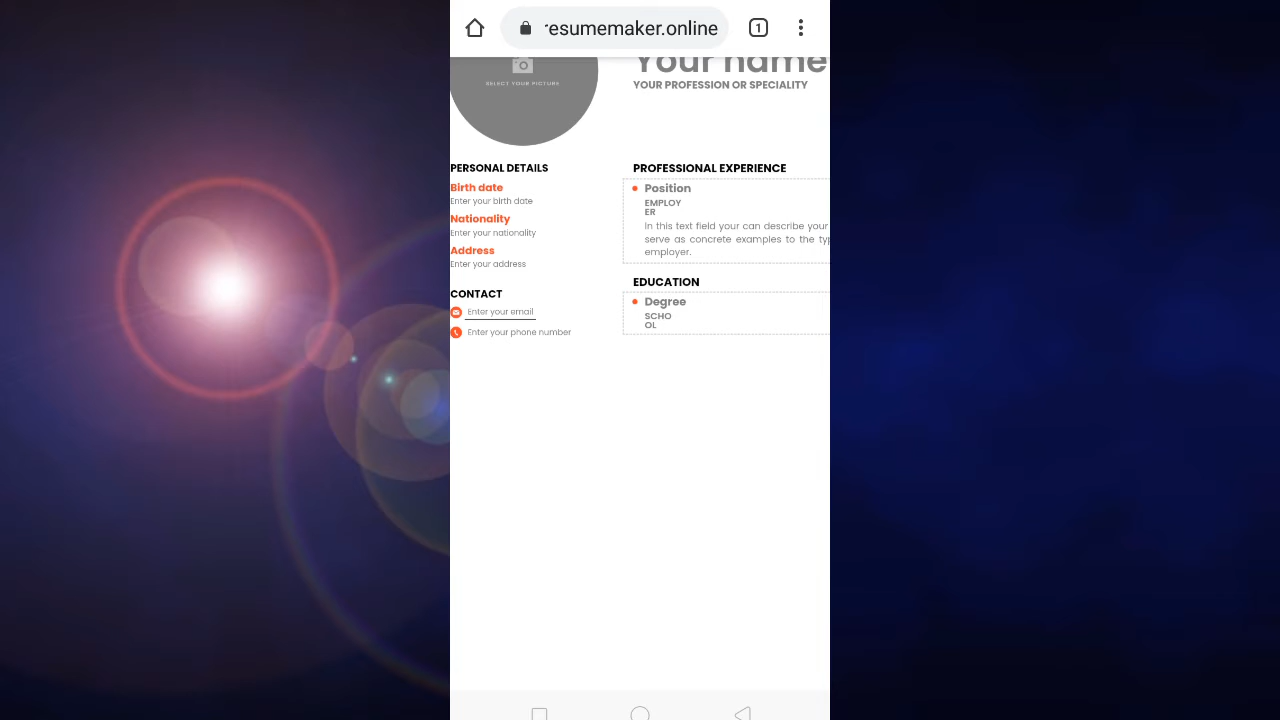 resumemaker.online
1
Your name
SELECT YOUR PICTURE
YOUR PROFESSION OR SPECIALITY
PERSONAL DETAILS
Birth date
Enter your birth date
Nationality
Enter your nationality
Address
Enter your address
CONTACT
Enter your email
Enter your phone number
PROFESSIONAL EXPERIENCE
Position
EMPLOY
ER
In this text field your can describe your
serve as concrete examples to the typ
employer.
EDUCATION
Degree
SCHO
OL